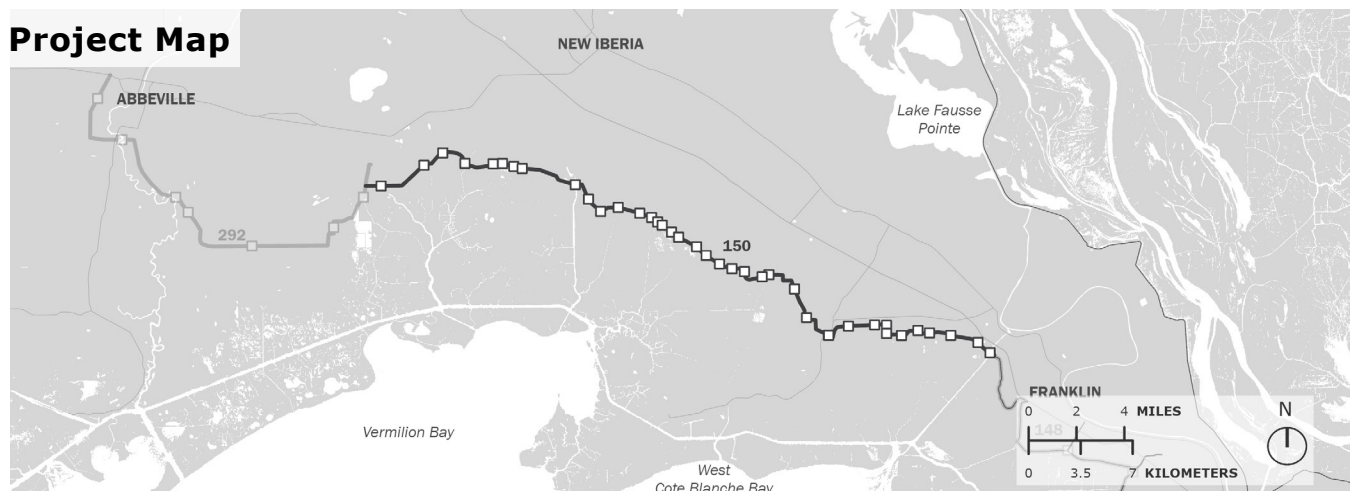 Project Map
NEW IBERIA
ABBEVILLE
Lake Fausse
Pointe
292
150
FRANKLIN
Vermilion Bay
0 2 4 MILES
148
0 3.5 7 KILOMETERS
N
West
Cote Blanche Bay